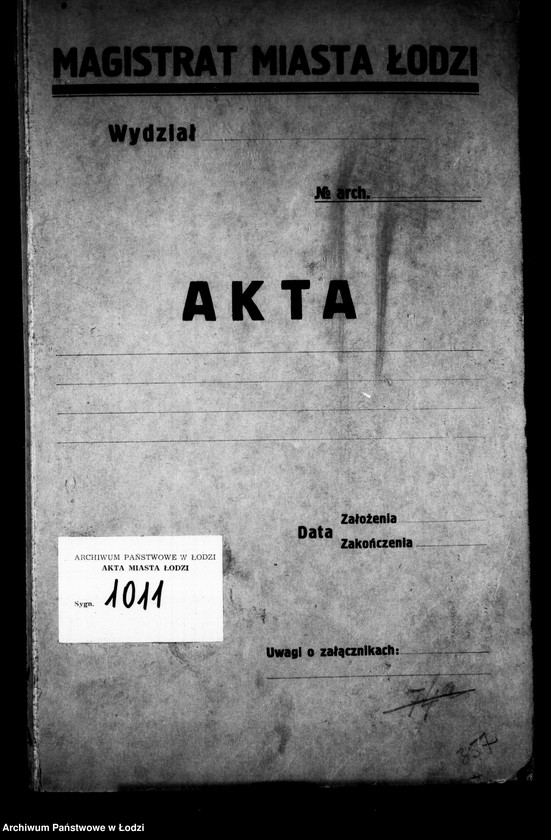 MAGISTRAT MIASTA ŁODZI
Wydział
№ arch.
AKTA
Data
Założenia
Zakończenia
ARCHIWUM PAŃSTWOWE W ŁODZI
AKTA MIASTA ŁODZI
Sygn. 1011
Uwagi o załącznikach:
357
Archiwum Państwowe w Łodzi